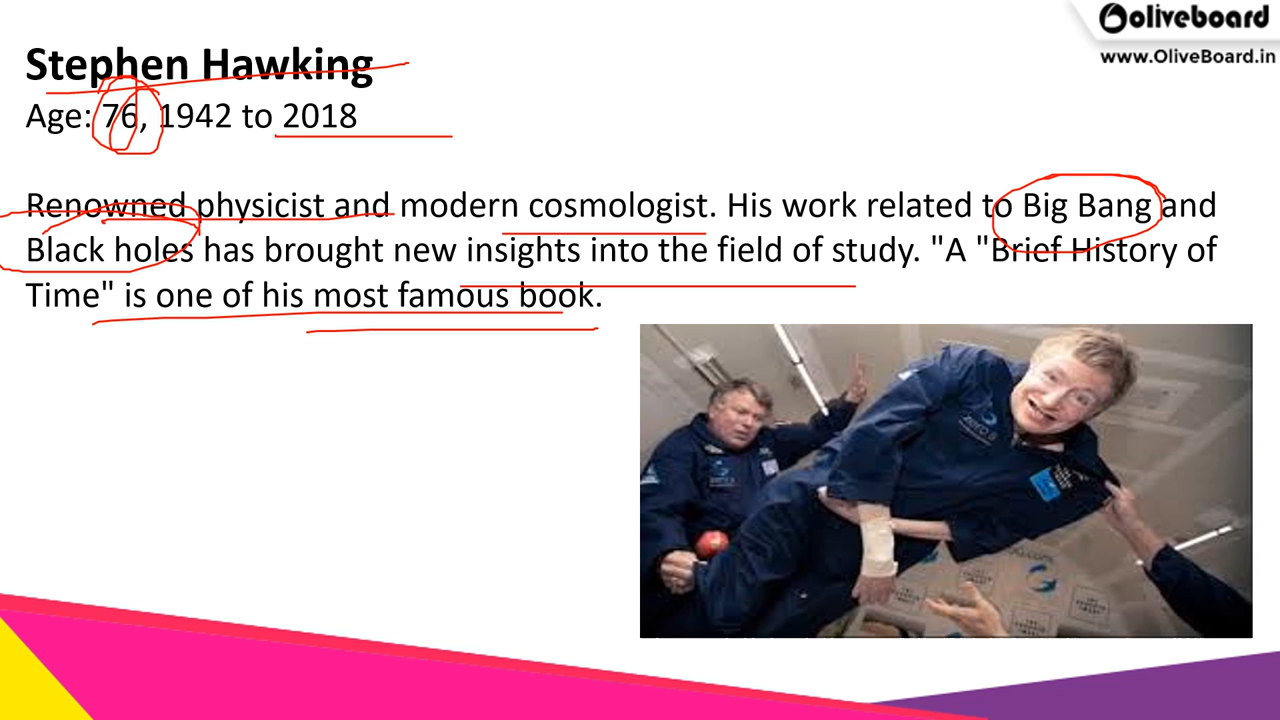 oliveboard
www.OliveBoard.in
Stephen Hawking
Age: 76, 1942 to 2018
Renowned physicist and modern cosmologist. His work related to Big Bang and
Black holes has brought new insights into the field of study. "A "Brief History of
Time" is one of his most famous book.